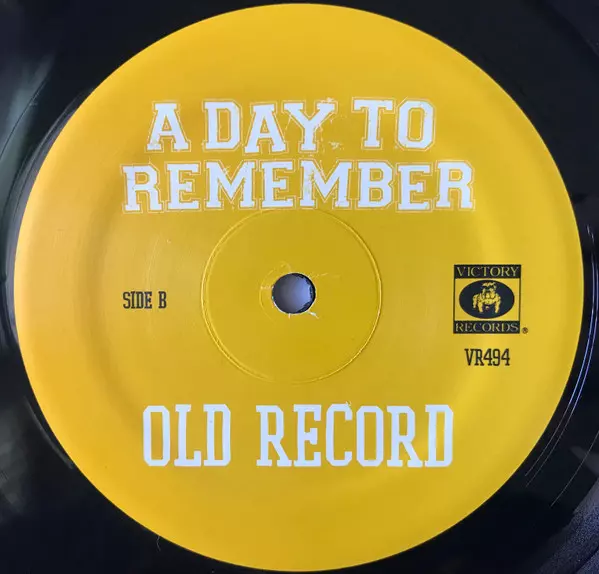 A DAY TO
REMEMBER
SIDE B
VICTORY
RECORDS®
VR494
OLD RECORD